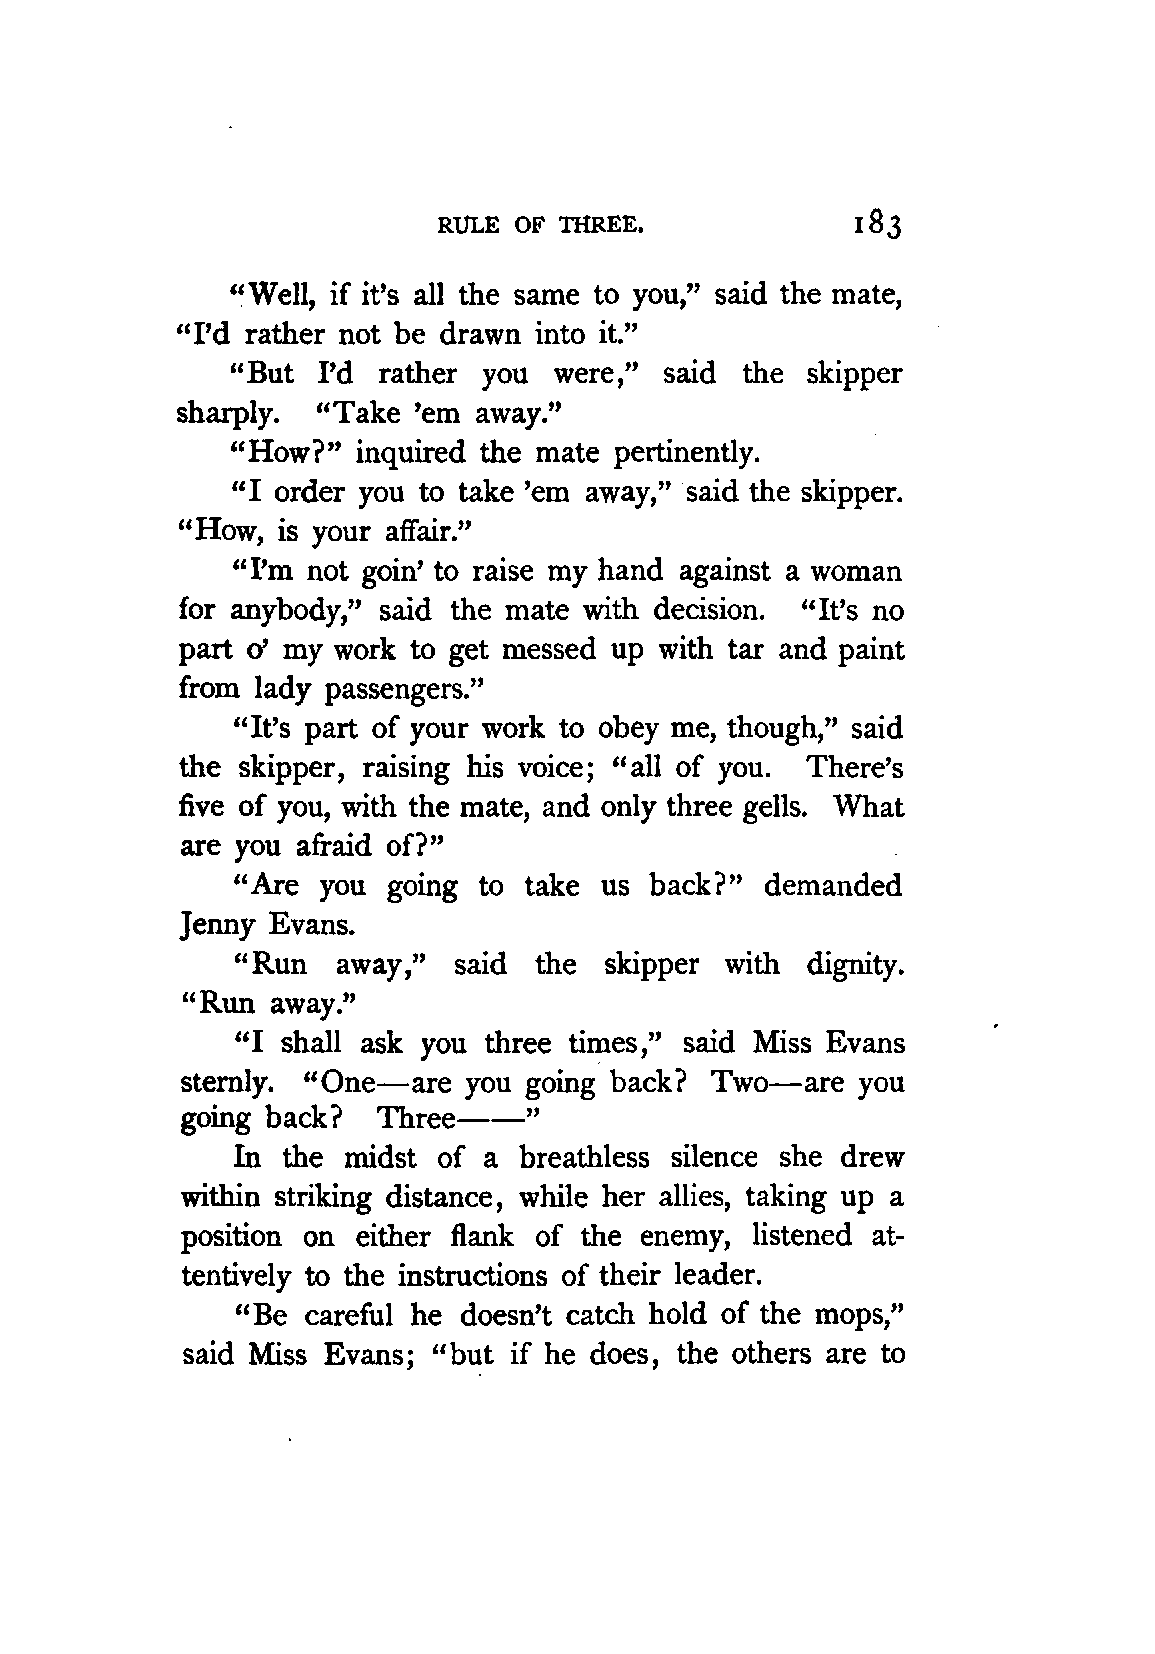 RULE OF THREE. 183
“Well, if it’s all the same to you,” said the mate,
“I’d rather not be drawn into it.”
“But I’d rather you were,” said the skipper
sharply. “Take ’em away.”
“How?” inquired the mate pertinently.
“I order you to take ’em away,” said the skipper.
“How, is your affair.”
“I’m not goin’ to raise my hand against a woman
for anybody,” said the mate with decision. “It’s no
part o’ my work to get messed up with tar and paint
from lady passengers.”
“It’s part of your work to obey me, though,” said
the skipper, raising his voice; “all of you. There’s
five of you, with the mate, and only three gells. What
are you afraid of?”
“Are you going to take us back?” demanded
Jenny Evans.
“Run away,” said the skipper with dignity.
“Run away.”
“I shall ask you three times,” said Miss Evans
sternly. “One—are you going back? Two—are you
going back? Three——”
In the midst of a breathless silence she drew
within striking distance, while her allies, taking up a
position on either flank of the enemy, listened at-
tentively to the instructions of their leader.
“Be careful he doesn’t catch hold of the mops,”
said Miss Evans; “but if he does, the others are to